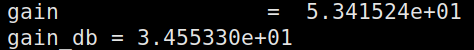 gain                =  5.341524e+01
gain_db = 3.455330e+01